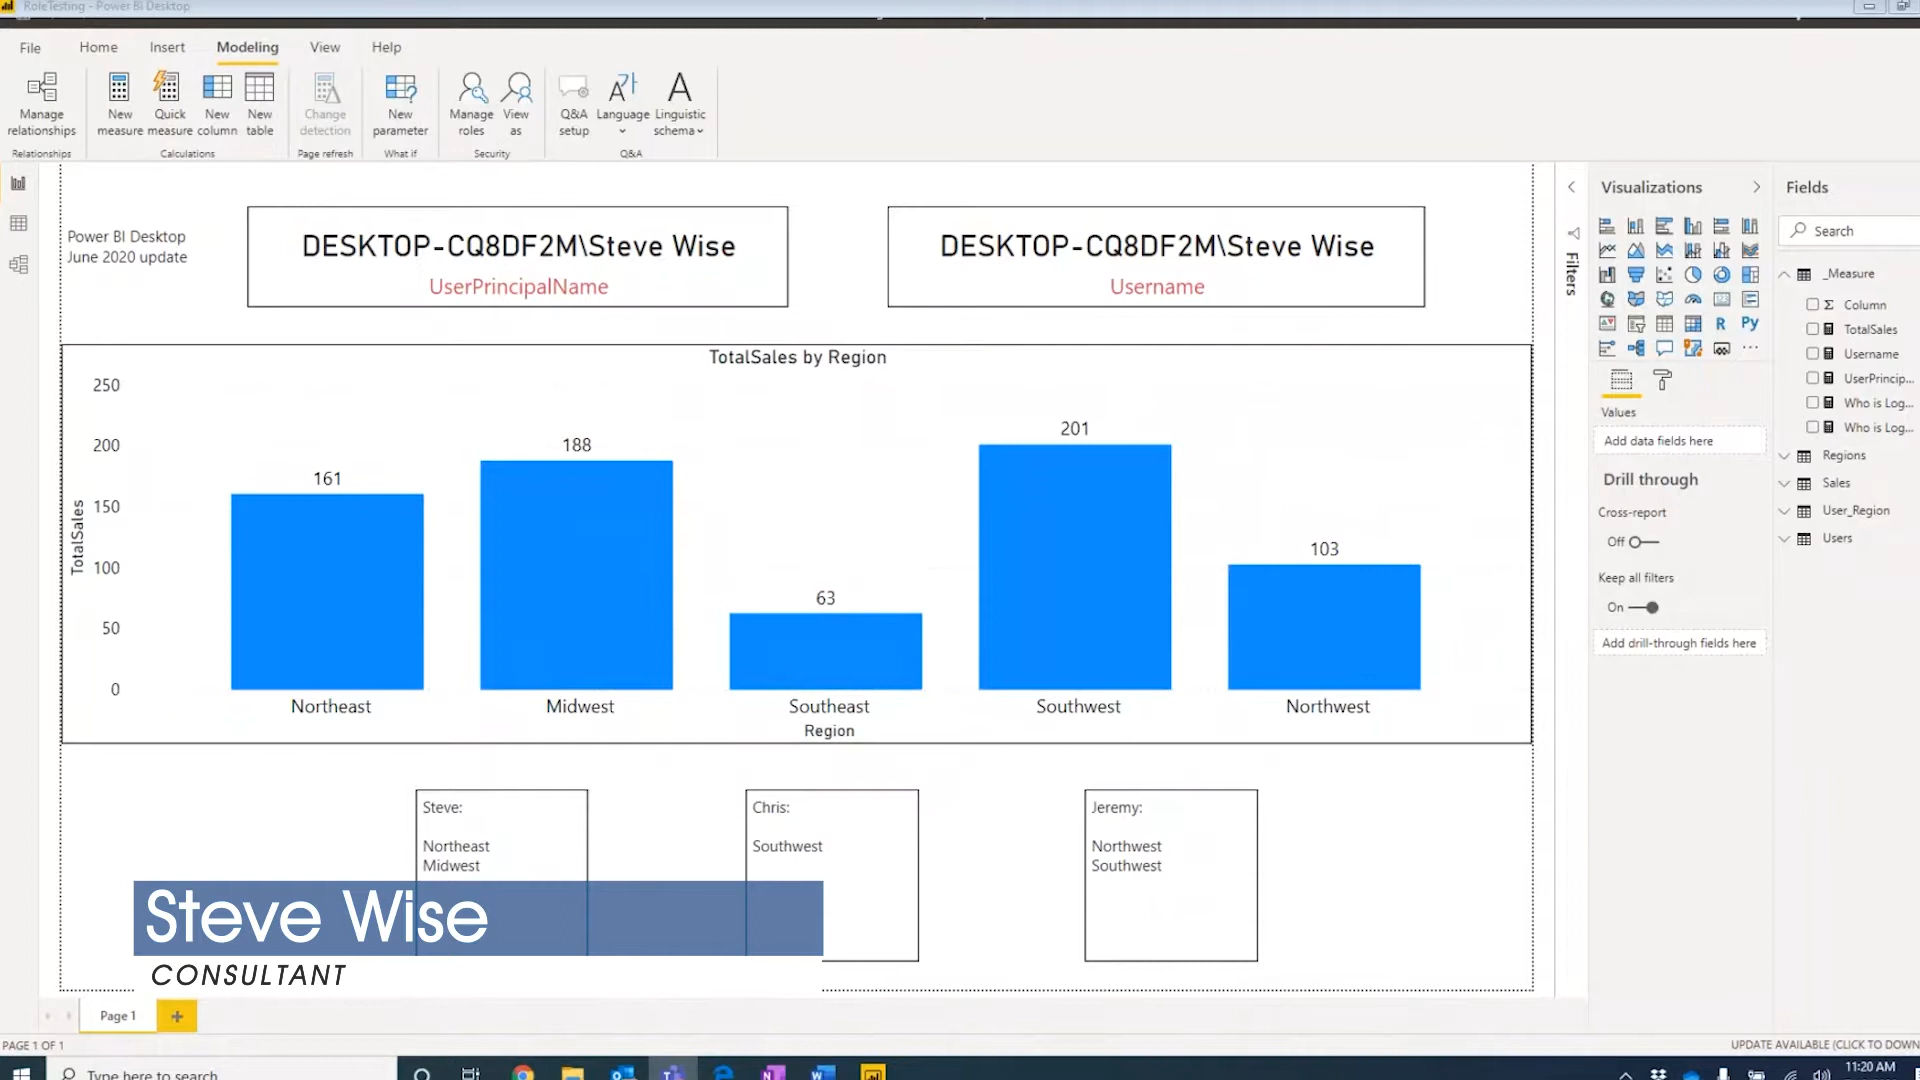 RoleTesting - Power BI Desktop
File
Home
Insert
Modeling
View
Help
Manage
relationships
New
measure
Quick
measure
New
column
New
table
Change
detection
New
parameter
Manage
roles
View
as
Q&A
setup
Language
Linguistic
schema
Relationships
Calculations
Page refresh
What if
Security
Q&A
Power BI Desktop
June 2020 update
DESKTOP-CQ8DF2M\Steve Wise
UserPrincipalName
DESKTOP-CQ8DF2M\Steve Wise
Username
TotalSales by Region
250
200
150
100
50
0
TotalSales
161
188
63
201
103
Northeast
Midwest
Southeast
Southwest
Northwest
Region
Steve:
Northeast
Midwest
Chris:
Southwest
Jeremy:
Northwest
Southwest
Steve Wise
CONSULTANT
Filters
Visualizations
R
Py
...
Values
Add data fields here
Drill through
Cross-report
Off
Keep all filters
On
Add drill-through fields here
Fields
Search
_Measure
Σ Column
TotalSales
Username
UserPrincip...
Who is Log...
Who is Log...
Regions
Sales
User_Region
Users
Page 1
PAGE 1 OF 1
UPDATE AVAILABLE (CLICK TO DOWN
Type here to search
11:20 AM